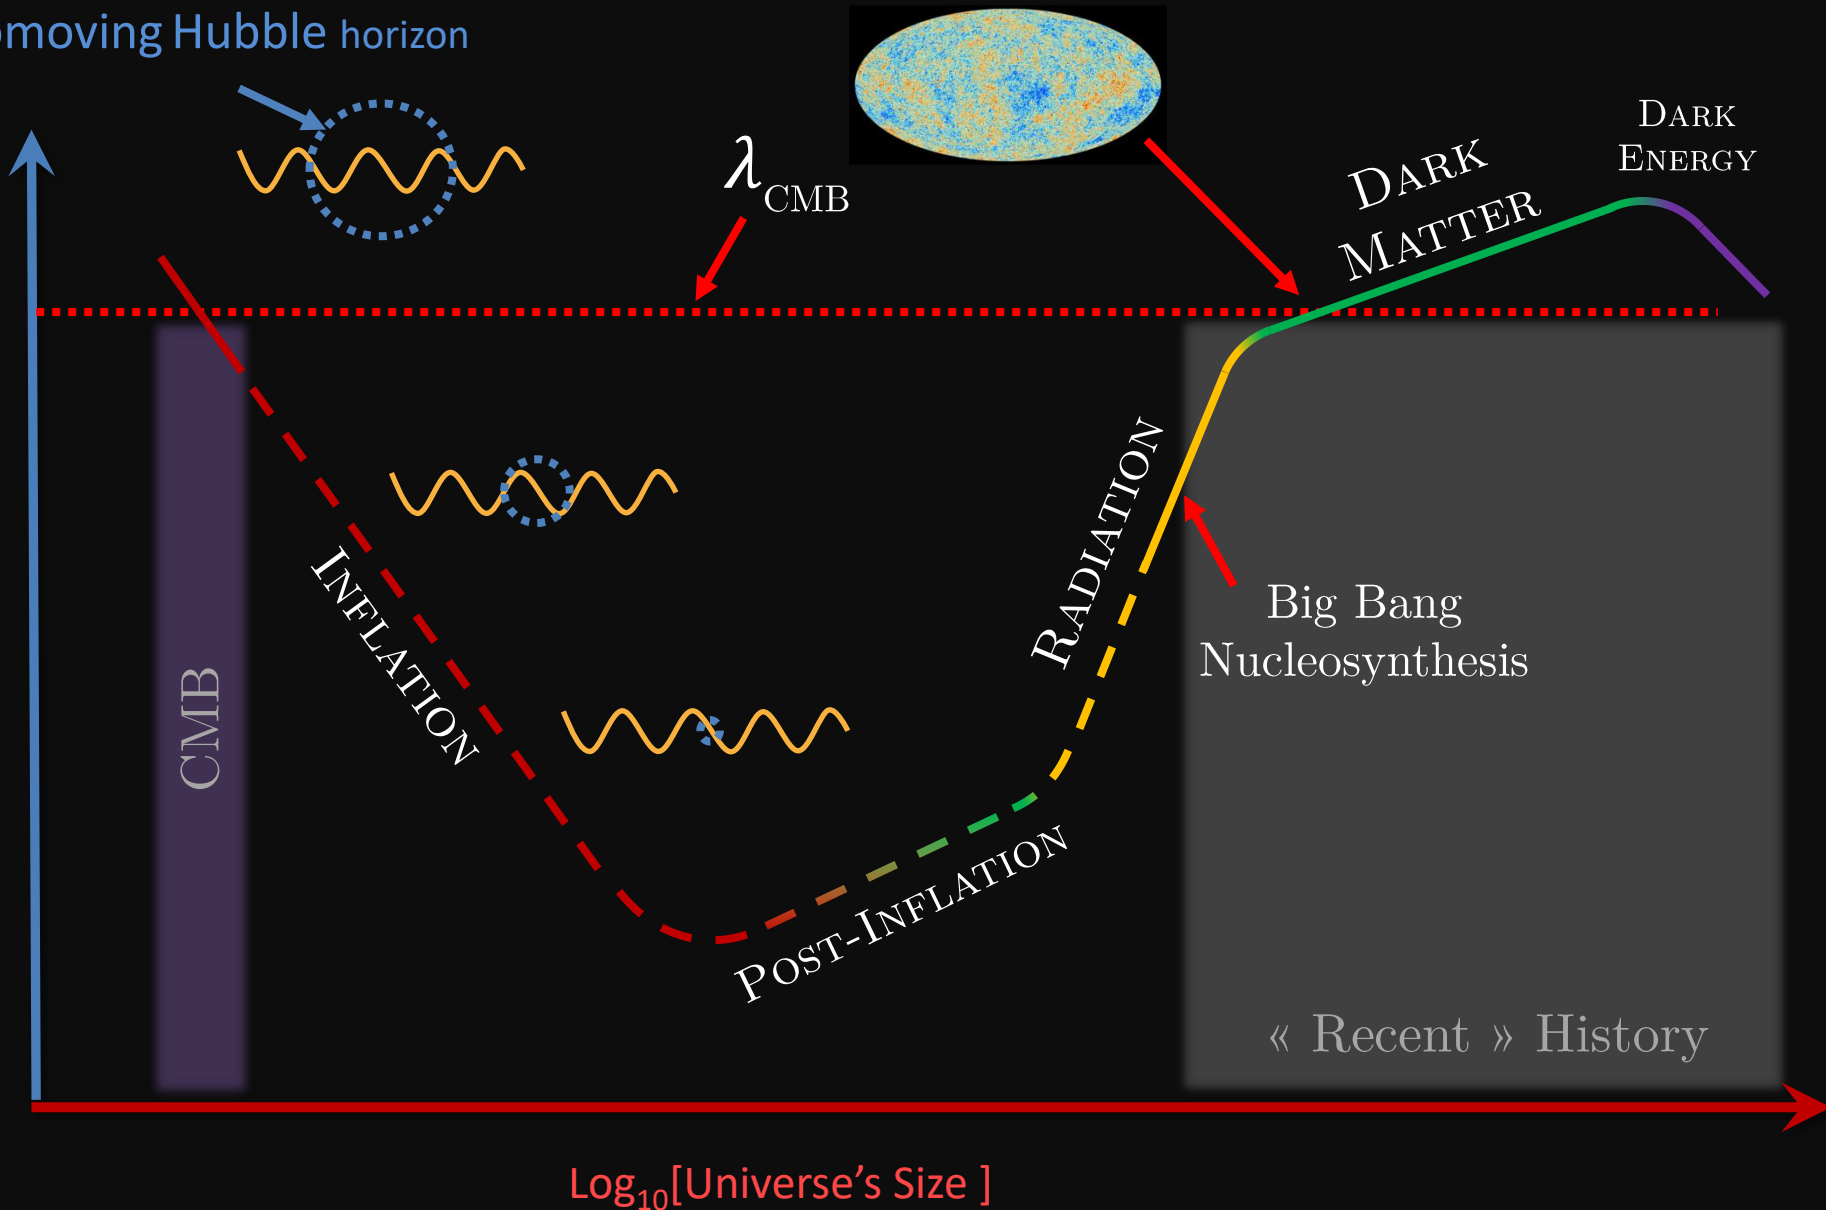 omoving Hubble horizon
λCMB
DARK
MATTER
DARK
ENERGY
INFLATION
RADIATION
Big Bang
Nucleosynthesis
CMB
POST-INFLATION
« Recent » History
Log10[Universe’s Size ]